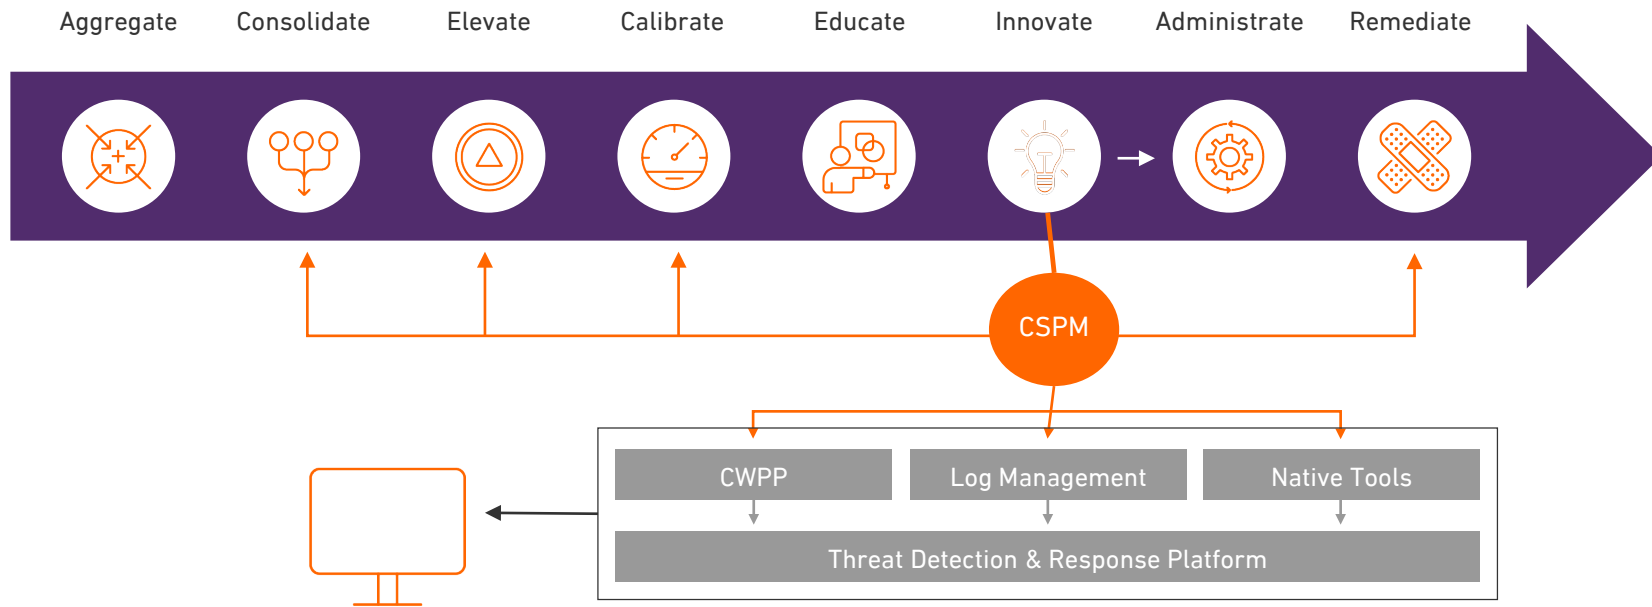 Aggregate
Consolidate
Elevate
Calibrate
Educate
Innovate
Administrate
Remediate
CSPM
CWPP
Log Management
Native Tools
Threat Detection & Response Platform